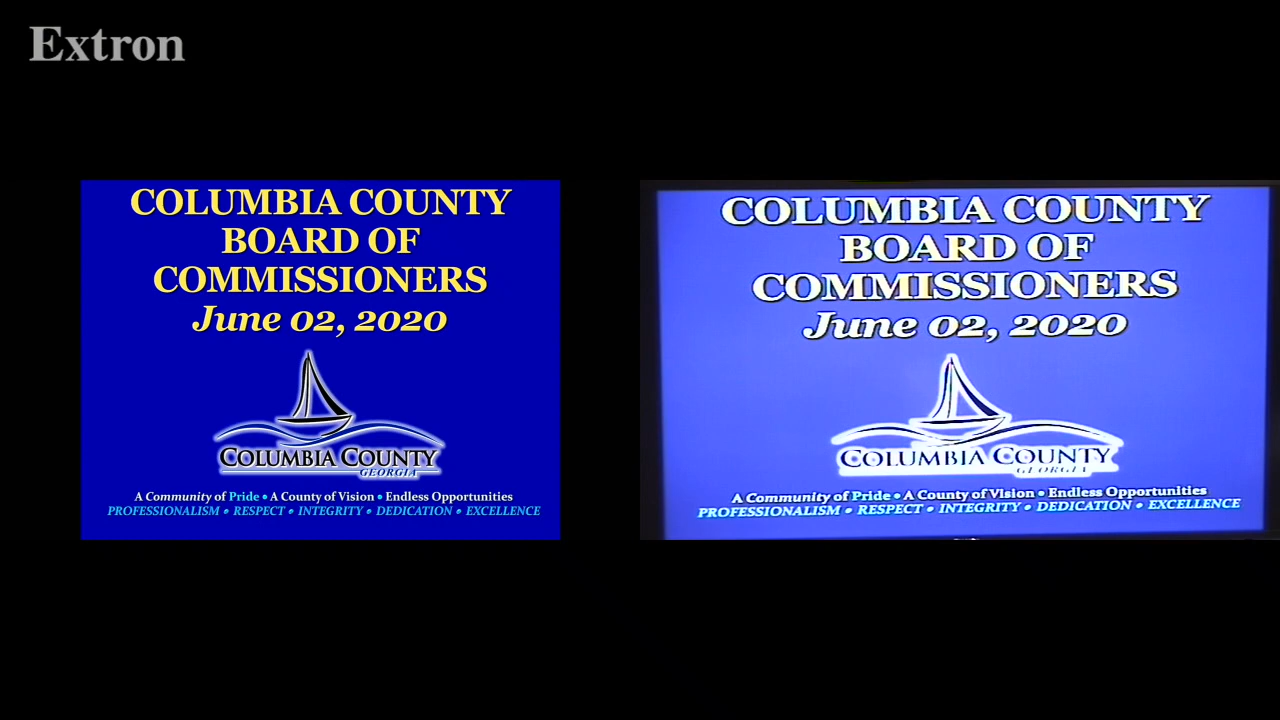 Extron
COLUMBIA COUNTY
BOARD OF
COMMISSIONERS
June 02, 2020
COLUMBIA COUNTY
GEORGIA
A Community of Pride • A County of Vision • Endless Opportunities
PROFESSIONALISM • RESPECT • INTEGRITY • DEDICATION • EXCELLENCE
COLUMBIA COUNTY
BOARD OF
COMMISSIONERS
June 02, 2020
COLUMBIA COUNTY
GEORGIA
A Community of Pride • A County of Vision • Endless Opportunities
PROFESSIONALISM • RESPECT • INTEGRITY • DEDICATION • EXCELLENCE